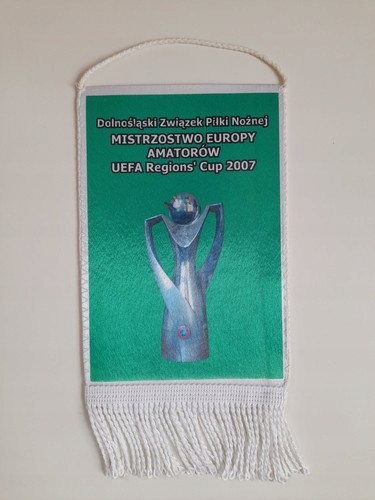 Dolnośląski Związek Piłki Nożnej
MISTRZOSTWO EUROPY
AMATORÓW
UEFA Regions' Cup 2007